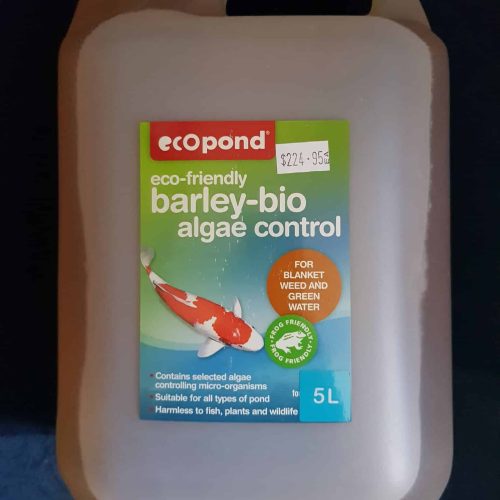 ecopond®
$224.95
EA
eco-friendly
barley-bio
algae control
FOR
BLANKET
WEED AND
GREEN
WATER
FROG FRIENDLY
FROG FRIENDLY
• Contains selected algae
controlling micro-organisms
• Suitable for all types of pond
• Harmless to fish, plants and wildlife
5L